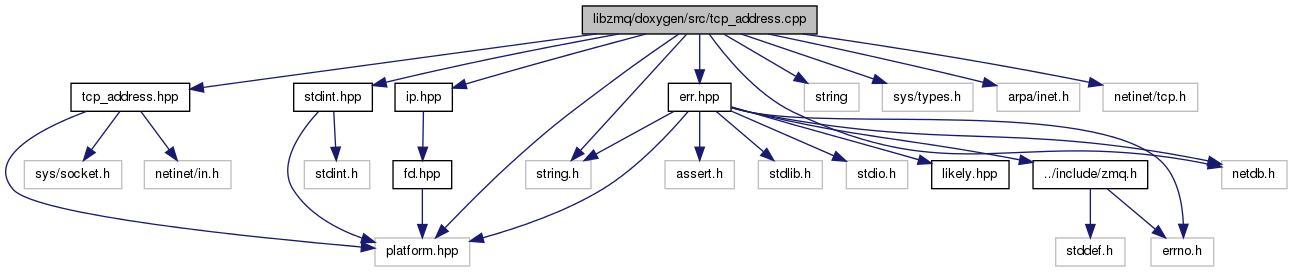 libzmq/doxygen/src/tcp_address.cpp
tcp_address.hpp
stdint.hpp
ip.hpp
err.hpp
string
sys/types.h
arpa/inet.h
netinet/tcp.h
sys/socket.h
netinet/in.h
stdint.h
fd.hpp
string.h
assert.h
stdlib.h
stdio.h
likely.hpp
../include/zmq.h
netdb.h
platform.hpp
stddef.h
errno.h